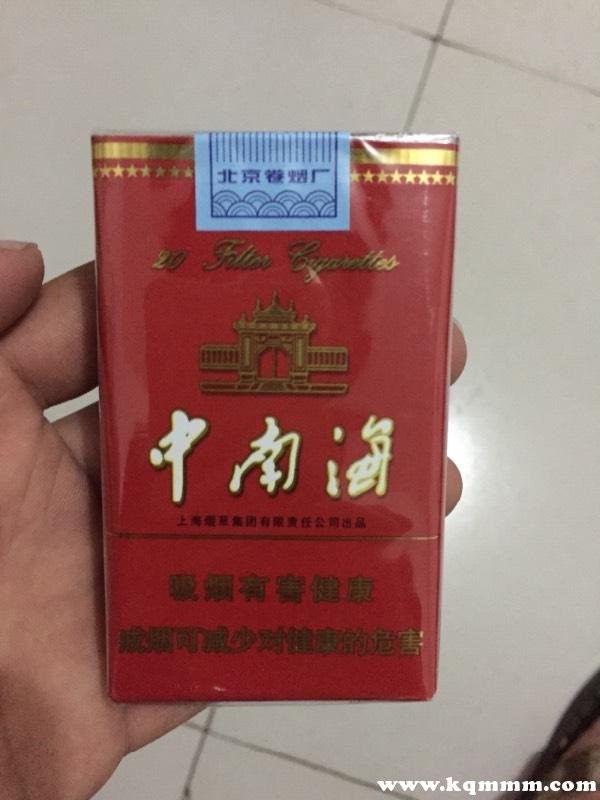 北京卷烟厂
20 Filter Cigarettes
中南海
上海烟草集团有限责任公司出品
吸烟有害健康
戒烟可减少对健康的危害
www.kqmmm.com